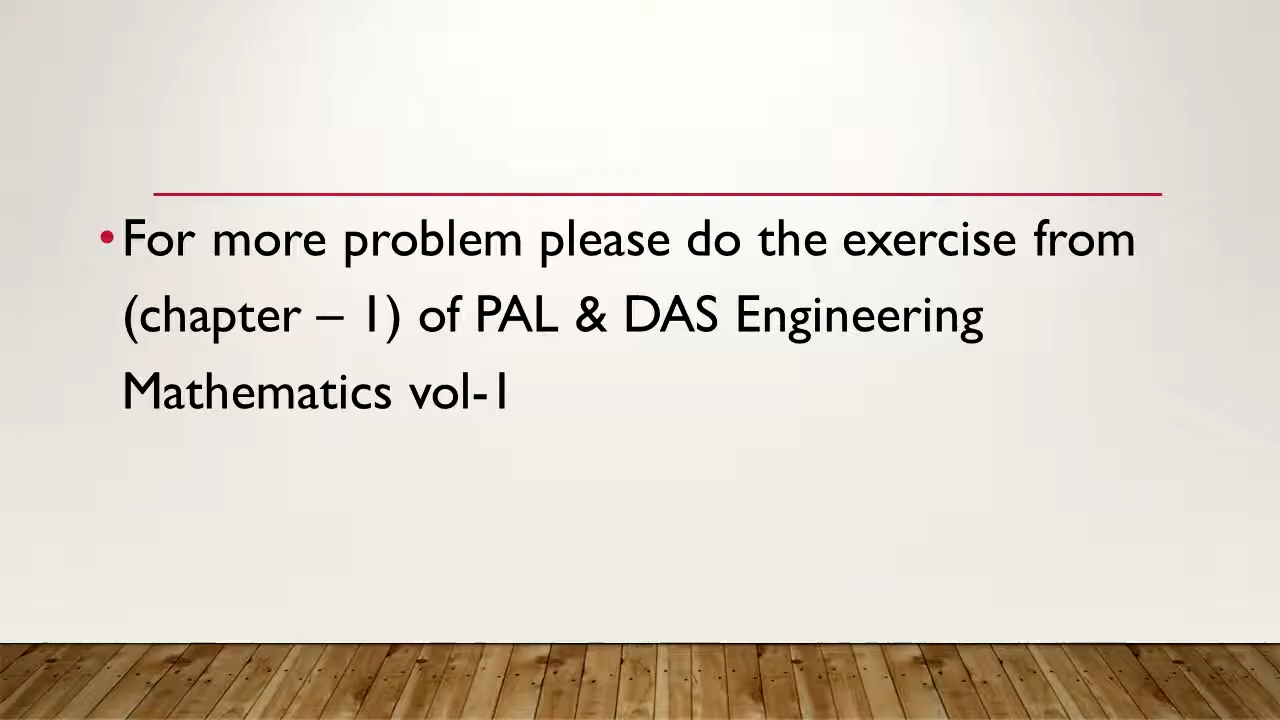 •For more problem please do the exercise from
(chapter – 1) of PAL & DAS Engineering
Mathematics vol-1